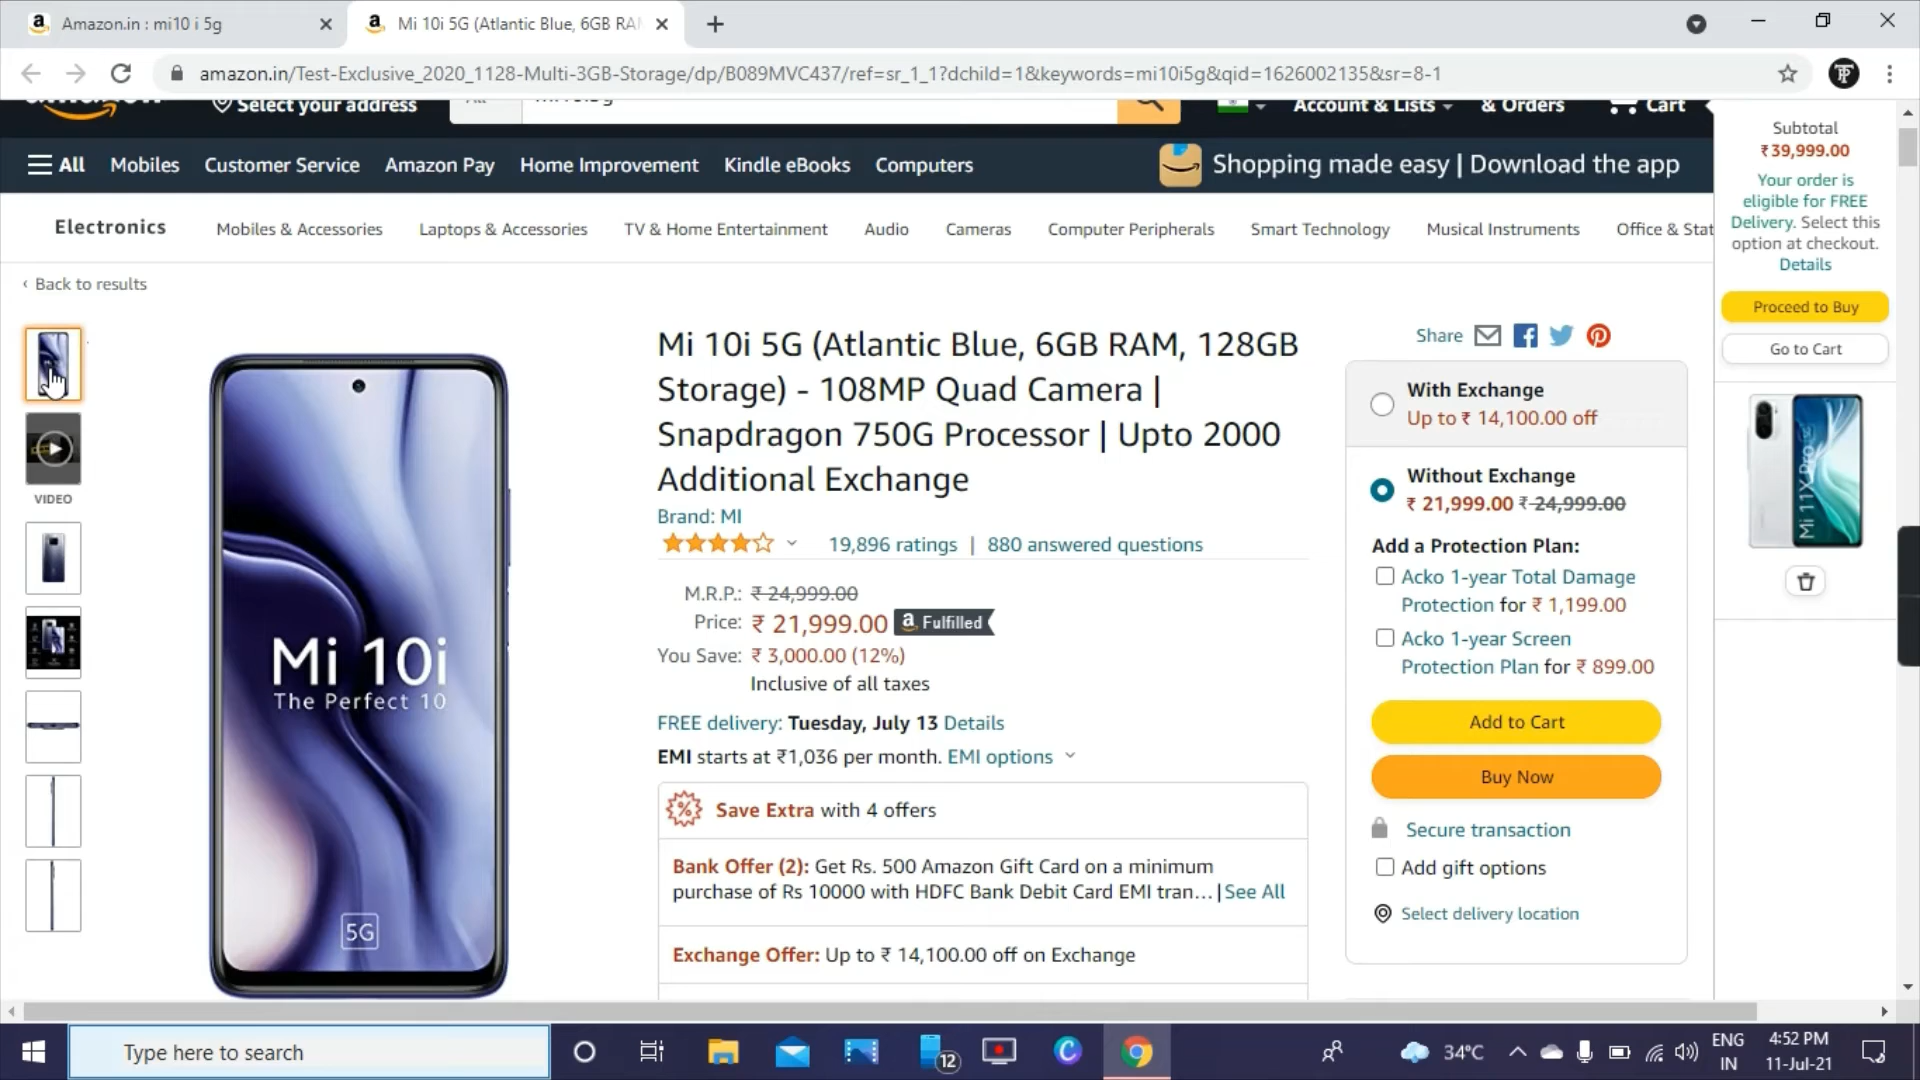 Amazon.in : mi10 i 5g
Mi 10i 5G (Atlantic Blue, 6GB RA
amazon.in/Test-Exclusive_2020_1128-Multi-3GB-Storage/dp/B089MVC437/ref=sr_1_1?dchild=1&keywords=mi10i5g&qid=1626002135&sr=8-1
Select your address
All
Account & Lists
& Orders
Cart
All
Mobiles
Customer Service
Amazon Pay
Home Improvement
Kindle eBooks
Computers
Shopping made easy | Download the app
Electronics
Mobiles & Accessories
Laptops & Accessories
TV & Home Entertainment
Audio
Cameras
Computer Peripherals
Smart Technology
Musical Instruments
Office & Stat
‹ Back to results
VIDEO
Mi 10i
The Perfect 10
5G
Mi 10i 5G (Atlantic Blue, 6GB RAM, 128GB
Storage) - 108MP Quad Camera |
Snapdragon 750G Processor | Upto 2000
Additional Exchange
Brand: MI
19,896 ratings | 880 answered questions
M.R.P.: ₹ 24,999.00
Price: ₹ 21,999.00 a Fulfilled
You Save: ₹ 3,000.00 (12%)
Inclusive of all taxes
FREE delivery: Tuesday, July 13 Details
EMI starts at ₹1,036 per month. EMI options
% Save Extra with 4 offers
Bank Offer (2): Get Rs. 500 Amazon Gift Card on a minimum
purchase of Rs 10000 with HDFC Bank Debit Card EMI tran... | See All
Exchange Offer: Up to ₹ 14,100.00 off on Exchange
Share
With Exchange
Up to ₹ 14,100.00 off
Without Exchange
₹ 21,999.00 ₹ 24,999.00
Add a Protection Plan:
Acko 1-year Total Damage
Protection for ₹ 1,199.00
Acko 1-year Screen
Protection Plan for ₹ 899.00
Add to Cart
Buy Now
Secure transaction
Add gift options
Select delivery location
Subtotal
₹39,999.00
Your order is
eligible for FREE
Delivery. Select this
option at checkout.
Details
Proceed to Buy
Go to Cart
Mi 11X Pro
Type here to search
12
34°C
ENG
IN
4:52 PM
11-Jul-21